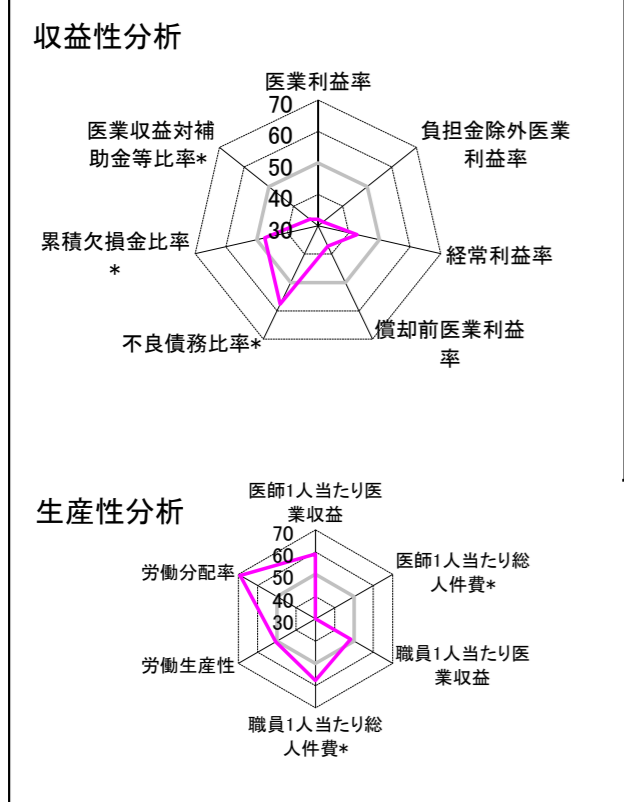 収益性分析
医業利益率
70
60
50
40
30
負担金除外医業
利益率
経常利益率
償却前医業利益
率
不良債務比率*
累積欠損金比率
*
医業収益対補
助金等比率*
生産性分析
医師1人当たり医
業収益
70
60
50
40
30
医師1人当たり総
人件費*
職員1人当たり医
業収益
職員1人当たり総
人件費*
労働生産性
労働分配率